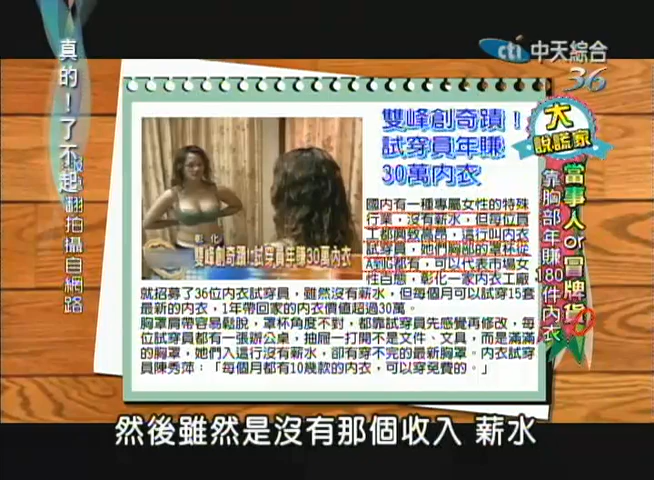 cti 中天綜合
36
真的！了不起
翻拍攝自網路
大
說謊家
當事人or冒牌貨
靠胸部年賺180件內衣
雙峰創奇蹟！
試穿員年賺
30萬內衣
彰化
雙峰創奇蹟!試穿員年賺30萬內衣
國內有一種專屬女性的特殊
行業，沒有薪水，但每位員
工都興致高昂，這行叫內衣
試穿員，她們胸部的罩杯從
A到G都有，可以代表市場女
性百態，彰化一家內衣工廠
就招募了36位內衣試穿員，雖然沒有薪水，但每個月可以試穿15套
最新的內衣，1年帶回家的內衣價值超過30萬。
胸罩肩帶容易鬆脫，罩杯角度不對，都靠試穿員先感覺再修改，每
位試穿員都有一張辦公桌，抽屜一打開不是文件、文具，而是滿滿
的胸罩，她們入這行沒有薪水，卻有穿不完的最新胸罩。內衣試穿
員陳秀萍：「每個月都有10幾款的內衣，可以穿免費的。」
然後雖然是沒有那個收入 薪水